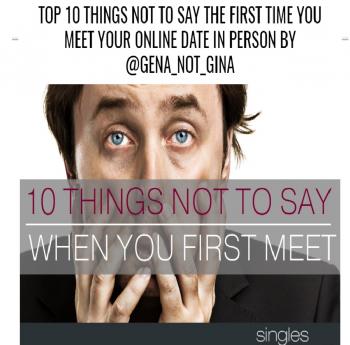 TOP 10 THINGS NOT TO SAY THE FIRST TIME YOU
MEET YOUR ONLINE DATE IN PERSON BY
@GENA_NOT_GINA
10 THINGS NOT TO SAY
WHEN YOU FIRST MEET
singles